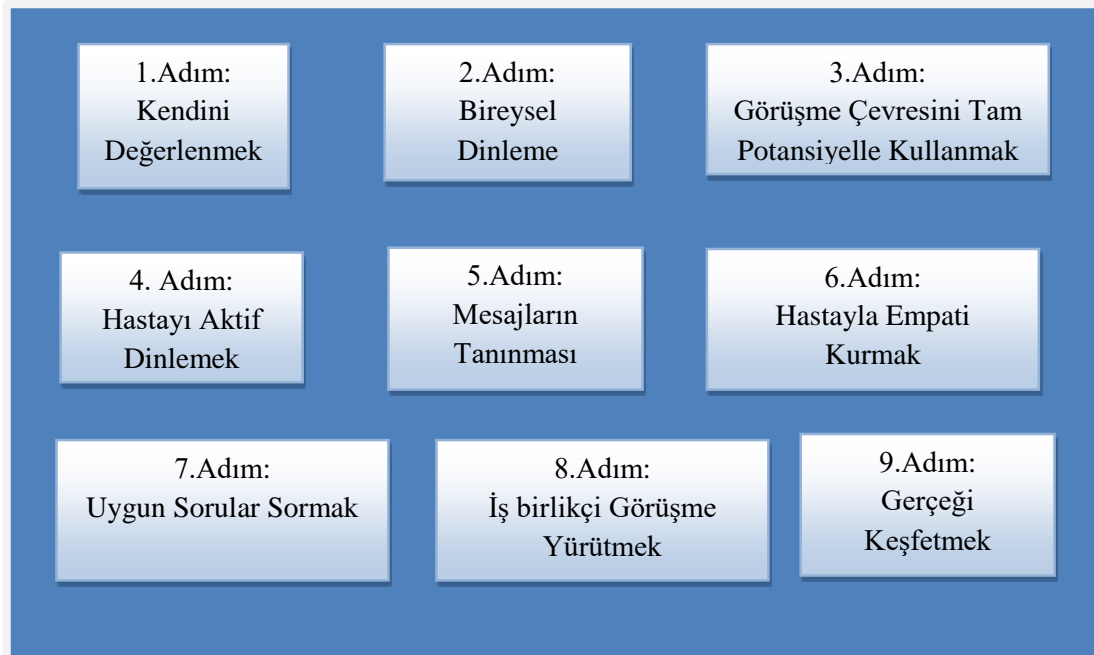 1.Adım:
Kendini
Değerlenmek
2.Adım:
Bireysel
Dinleme
3.Adım:
Görüşme Çevresini Tam
Potansiyelle Kullanmak
4. Adım:
Hastayı Aktif
Dinlemek
5.Adım:
Mesajların
Tanınması
6.Adım:
Hastayla Empati
Kurmak
7.Adım:
Uygun Sorular Sormak
8.Adım:
İş birlikçi Görüşme
Yürütmek
9.Adım:
Gerçeği
Keşfetmek